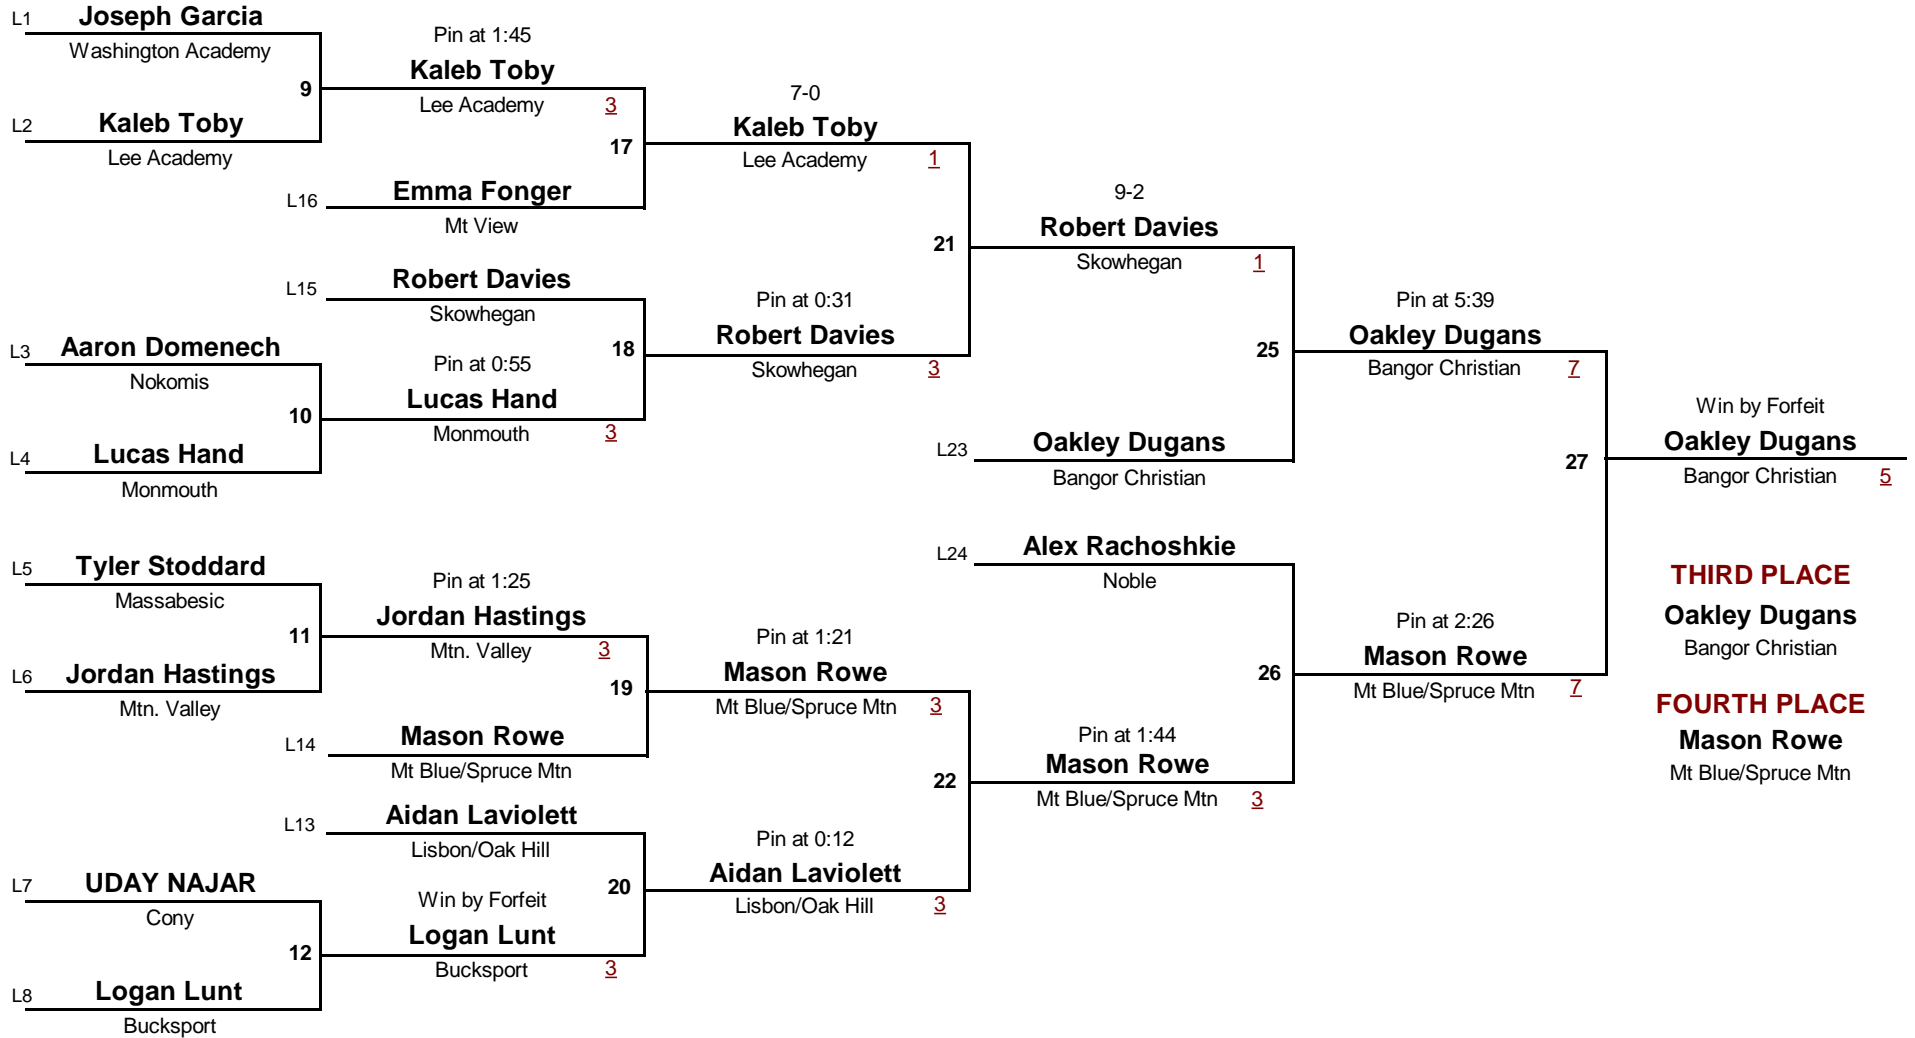 L1 Joseph Garcia
Washington Academy
9
L2 Kaleb Toby
Lee Academy
Pin at 1:45
Kaleb Toby
Lee Academy 3
17
L16 Emma Fonger
Mt View
7-0
Kaleb Toby
Lee Academy 1
L15 Robert Davies
Skowhegan
18
L3 Aaron Domenech
Nokomis
10
L4 Lucas Hand
Monmouth
Pin at 0:55
Lucas Hand
Monmouth 3
Pin at 0:31
Robert Davies
Skowhegan 3
21
9-2
Robert Davies
Skowhegan 1
25
L23 Oakley Dugans
Bangor Christian
Pin at 5:39
Oakley Dugans
Bangor Christian 7
27
Win by Forfeit
Oakley Dugans
Bangor Christian 5
L5 Tyler Stoddard
Massabesic
11
L6 Jordan Hastings
Mtn. Valley
Pin at 1:25
Jordan Hastings
Mtn. Valley 3
19
L14 Mason Rowe
Mt Blue/Spruce Mtn
Pin at 1:21
Mason Rowe
Mt Blue/Spruce Mtn 3
22
L13 Aidan Laviolett
Lisbon/Oak Hill
20
L7 UDAY NAJAR
Cony
12
L8 Logan Lunt
Bucksport
Win by Forfeit
Logan Lunt
Bucksport 3
Pin at 0:12
Aidan Laviolett
Lisbon/Oak Hill 3
L24 Alex Rachoshkie
Noble
26
Pin at 1:44
Mason Rowe
Mt Blue/Spruce Mtn 3
Pin at 2:26
Mason Rowe
Mt Blue/Spruce Mtn 7
THIRD PLACE
Oakley Dugans
Bangor Christian
FOURTH PLACE
Mason Rowe
Mt Blue/Spruce Mtn